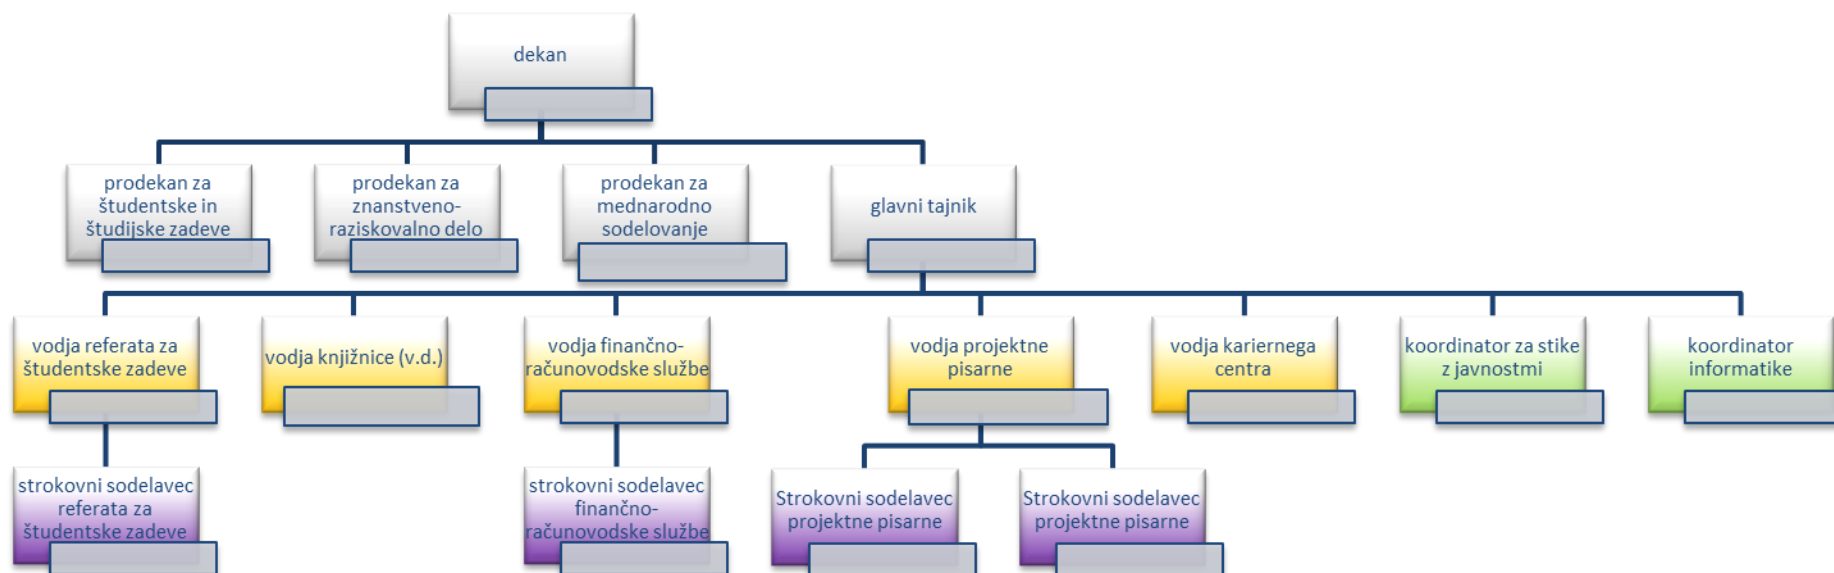 dekan
prodekan za
študentske in
študijske zadeve
prodekan za
znanstveno-
raziskovalno delo
prodekan za
mednarodno
sodelovanje
glavni tajnik
vodja referata za
študentske zadeve
vodja knjižnice (v.d.)
vodja finančno-
računovodske službe
vodja projektne
pisarne
vodja kariernega
centra
koordinator za stike
z javnostmi
koordinator
informatike
strokovni sodelavec
referata za
študentske zadeve
strokovni sodelavec
finančno-
računovodske službe
Strokovni sodelavec
projektne pisarne
Strokovni sodelavec
projektne pisarne